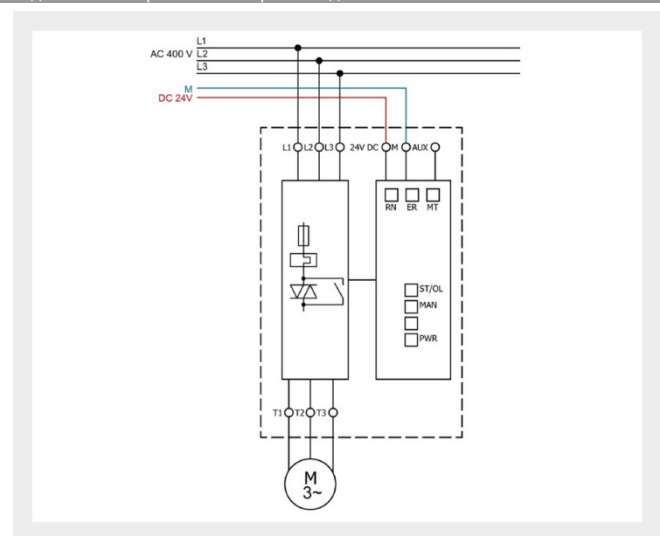 L1
AC 400 V L2
L3
M
DC 24V
L1 L2 L3 24V DC M AUX
RN ER MT
ST/OL
MAN
PWR
T1 T2 T3
M
3~